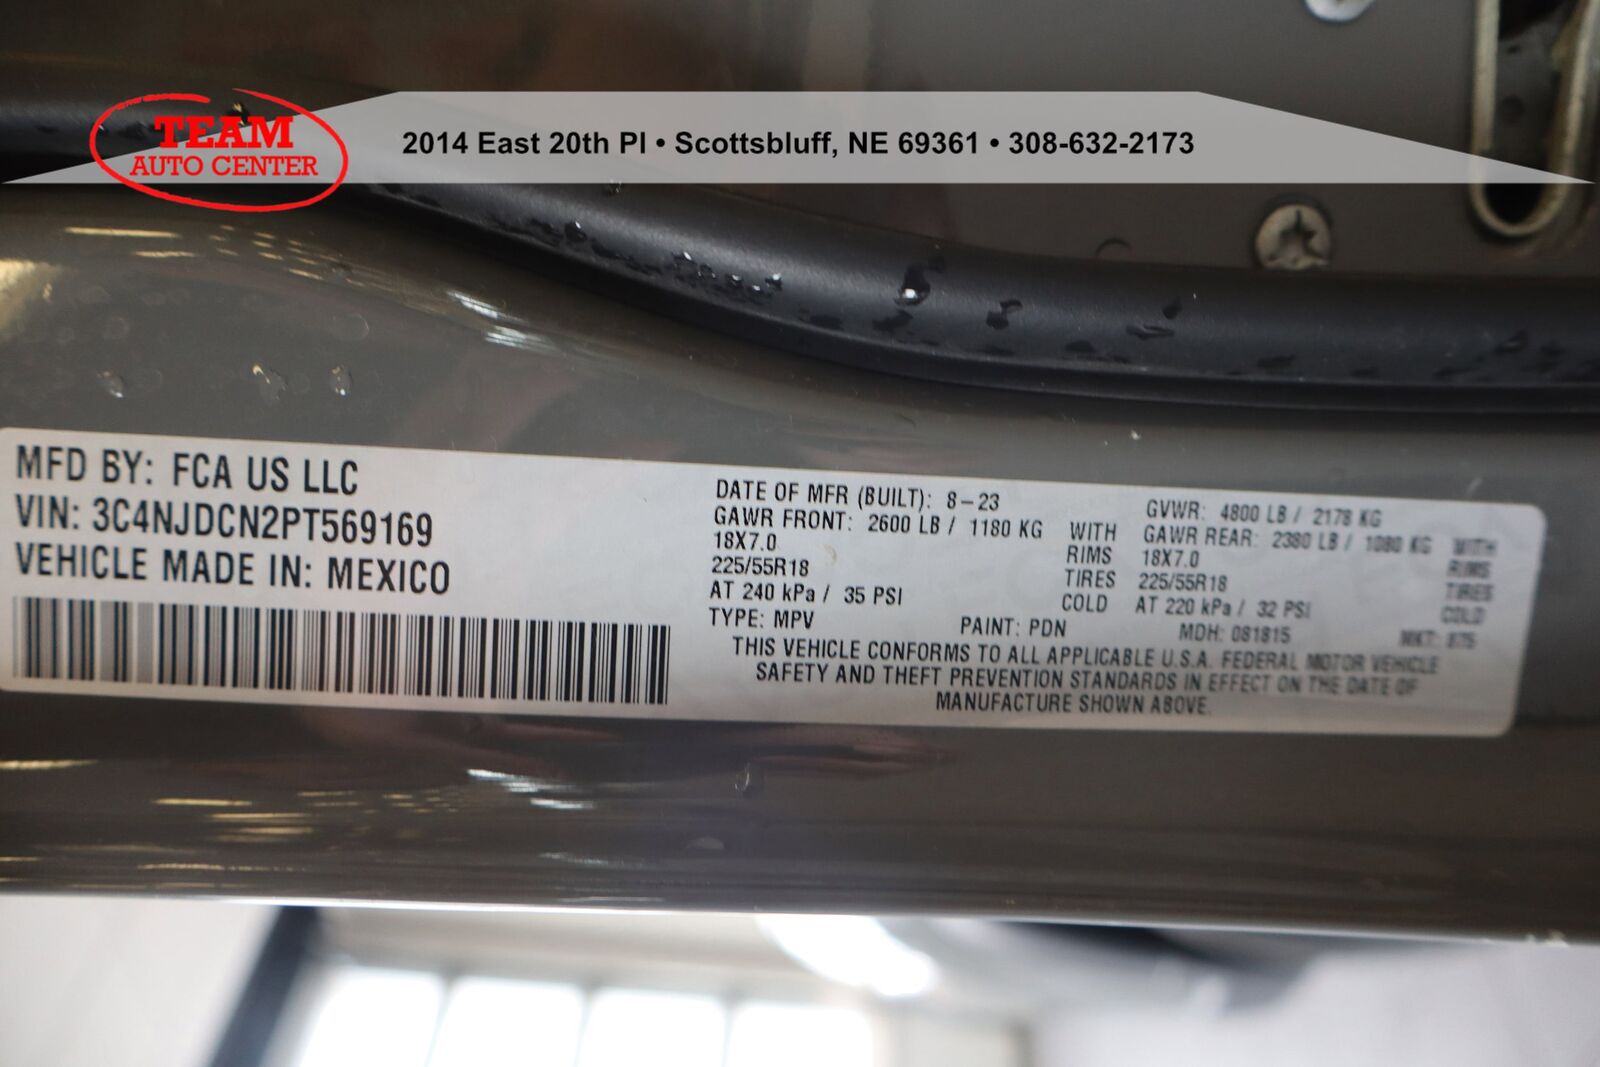 TEAM
AUTO CENTER
2014 East 20th Pl • Scottsbluff, NE 69361 • 308-632-2173
MFD BY: FCA US LLC
VIN: 3C4NJDCN2PT569169
VEHICLE MADE IN: MEXICO
DATE OF MFR (BUILT): 8-23 GVWR: 4800 LB / 2178 KG
GAWR FRONT: 2600 LB / 1180 KG WITH GAWR REAR: 2380 LB / 1080 KG WITH
18X7.0 RIMS 18X7.0 RIMS
225/55R18 TIRES 225/55R18 TIRES
AT 240 kPa / 35 PSI COLD AT 220 kPa / 32 PSI COLD
TYPE: MPV PAINT: PDN MDH: 081815 MKT:
THIS VEHICLE CONFORMS TO ALL APPLICABLE U.S.A. FEDERAL MOTOR VEHICLE
SAFETY AND THEFT PREVENTION STANDARDS IN EFFECT ON THE DATE OF
MANUFACTURE SHOWN ABOVE.